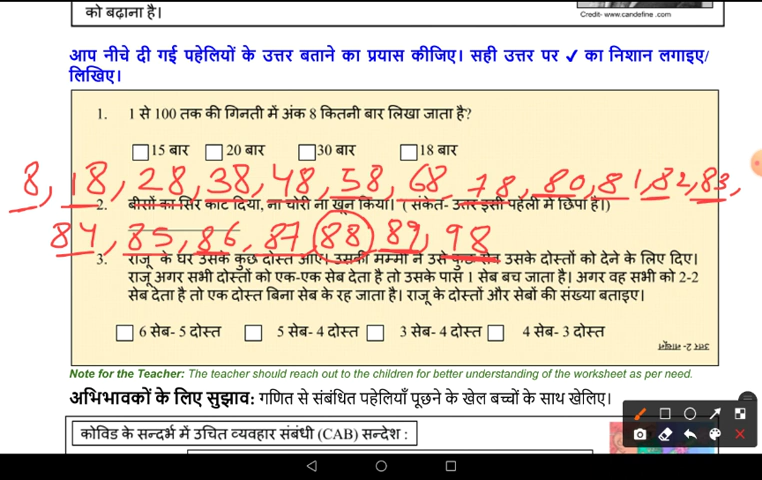 को बढ़ाना है।
Credit- www.candefine .com
आप नीचे दी गई पहेलियों के उत्तर बताने का प्रयास कीजिए। सही उत्तर पर ✓ का निशान लगाइए/
लिखिए।
1. 1 से 100 तक की गिनती में अंक 8 कितनी बार लिखा जाता है?
15 बार 20 बार 30 बार 18 बार
8, 18, 28, 38, 48, 58, 68, 78, 80, 81, 82, 83,
2. बीसों का सिर काट दिया, ना चोरी ना खून किया। ( संकेत- उत्तर इसी पहेली में छिपा है।)
84, 85, 86, 87, 88, 89, 98
3. राजू के घर उसके कुछ दोस्त आए। उसकी मम्मी ने उसे कुछ सेब उसके दोस्तों को देने के लिए दिए।
राजू अगर सभी दोस्तों को एक-एक सेब देता है तो उसके पास 1 सेब बच जाता है। अगर वह सभी को 2-2
सेब देता है तो एक दोस्त बिना सेब के रह जाता है। राजू के दोस्तों और सेबों की संख्या बताइए।
6 सेब- 5 दोस्त 5 सेब- 4 दोस्त 3 सेब- 4 दोस्त 4 सेब- 3 दोस्त
उत्तर 2- नाखून
Note for the Teacher: The teacher should reach out to the children for better understanding of the worksheet as per need.
अभिभावकों के लिए सुझाव: गणित से संबंधित पहेलियाँ पूछने के खेल बच्चों के साथ खेलिए।
कोविड के सन्दर्भ में उचित व्यवहार संबंधी (CAB) सन्देश :